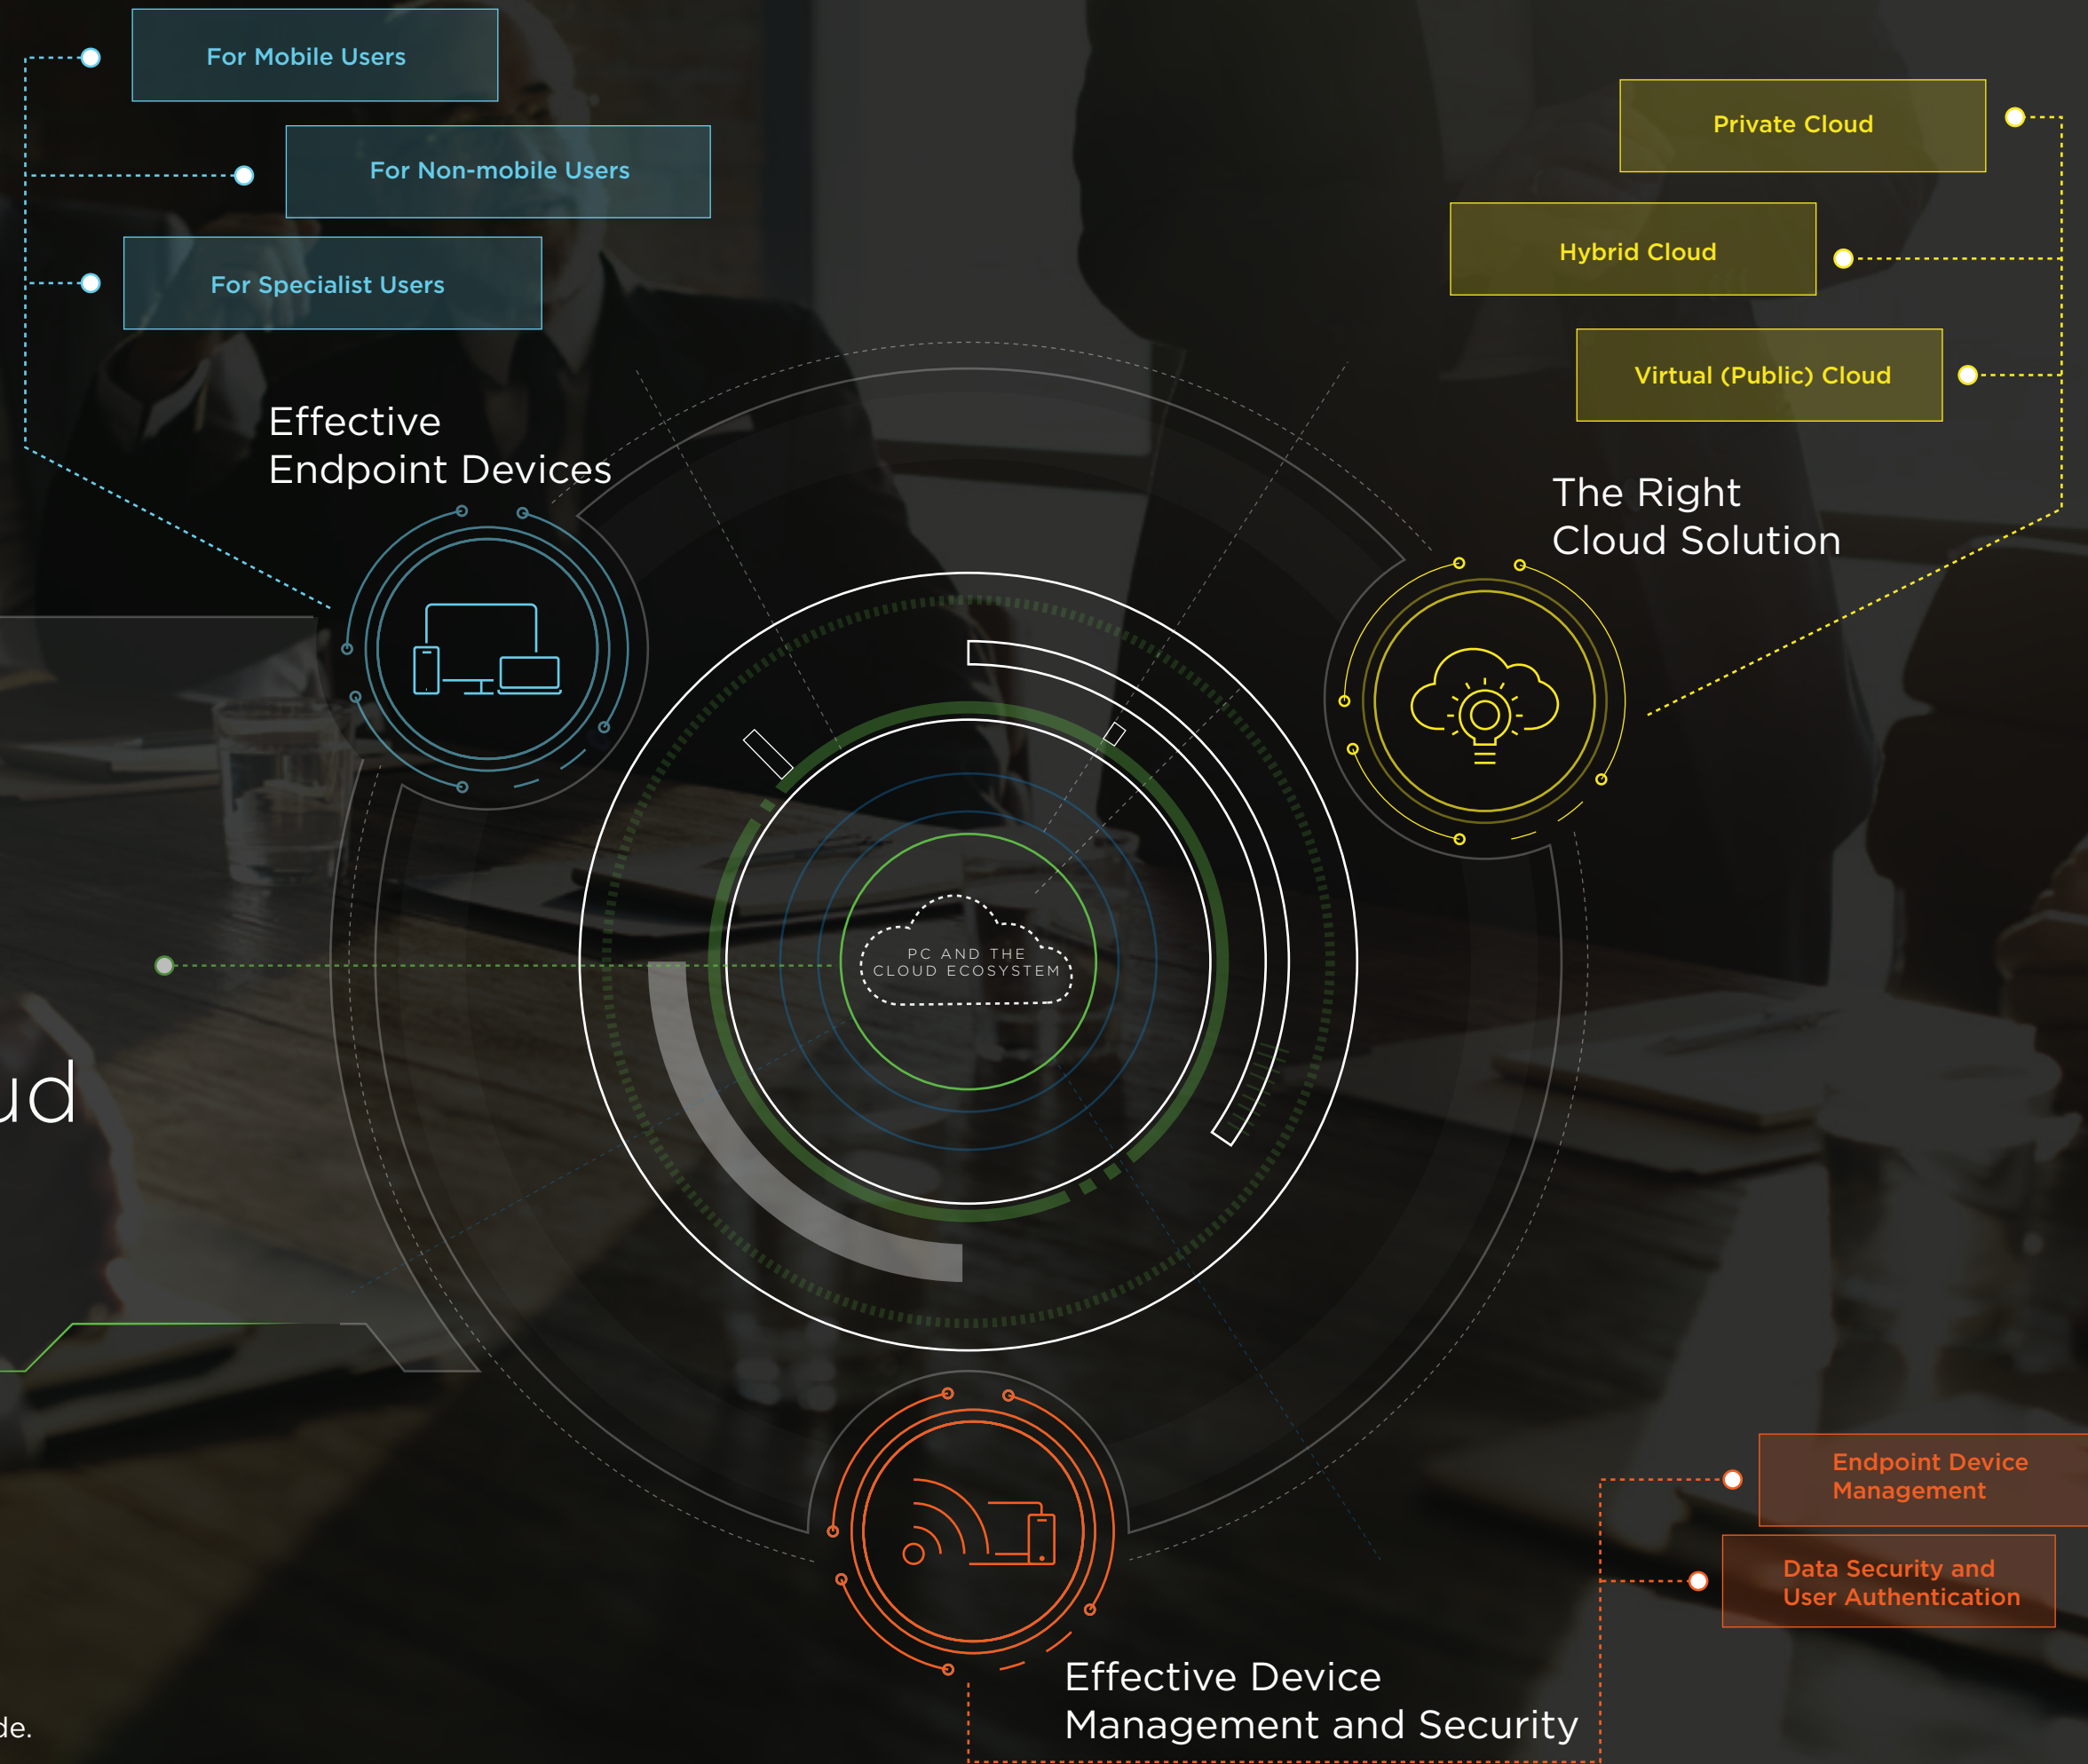 For Mobile Users
For Non-mobile Users
For Specialist Users
Effective
Endpoint Devices
Private Cloud
Hybrid Cloud
Virtual (Public) Cloud
The Right
Cloud Solution
PC AND THE
CLOUD ECOSYSTEM
ud
Endpoint Device
Management
Data Security and
User Authentication
Effective Device
Management and Security
de.